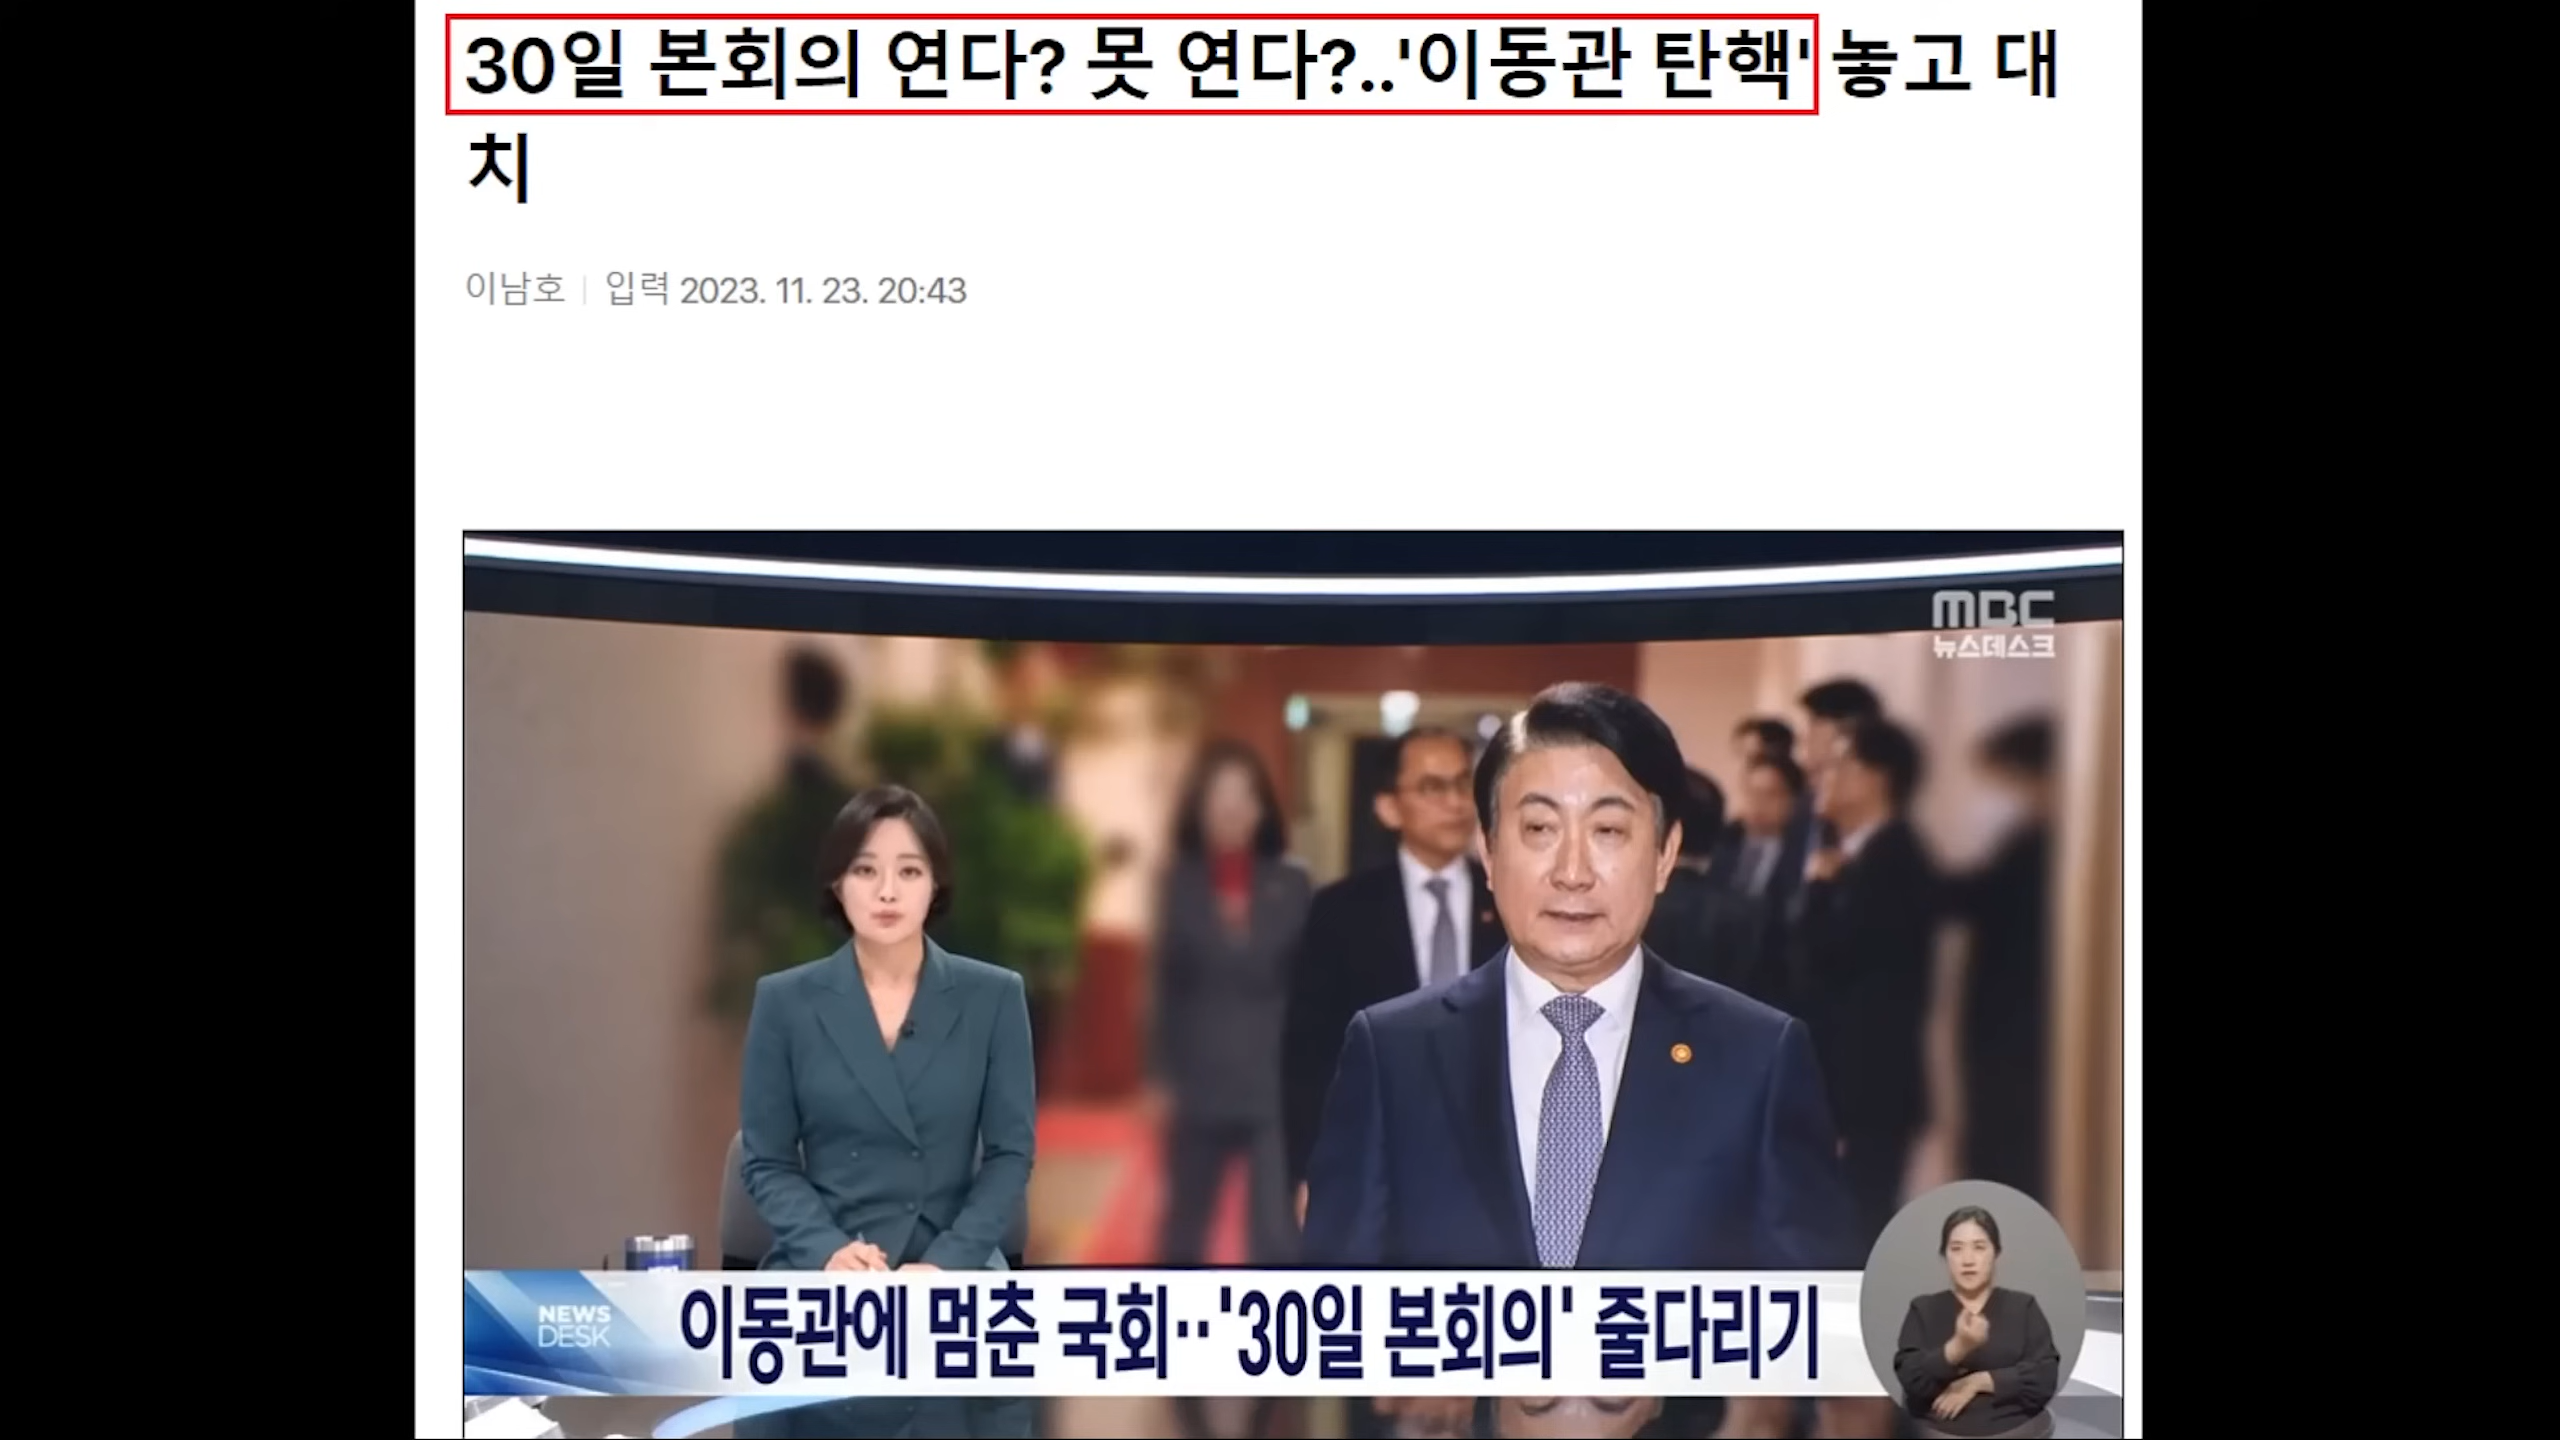 30일 본회의 연다? 못 연다?..'이동관 탄핵' 놓고 대
치
이남호 | 입력 2023. 11. 23. 20:43
MBC
뉴스데스크
NEWS
DESK
이동관에 멈춘 국회··'30일 본회의' 줄다리기